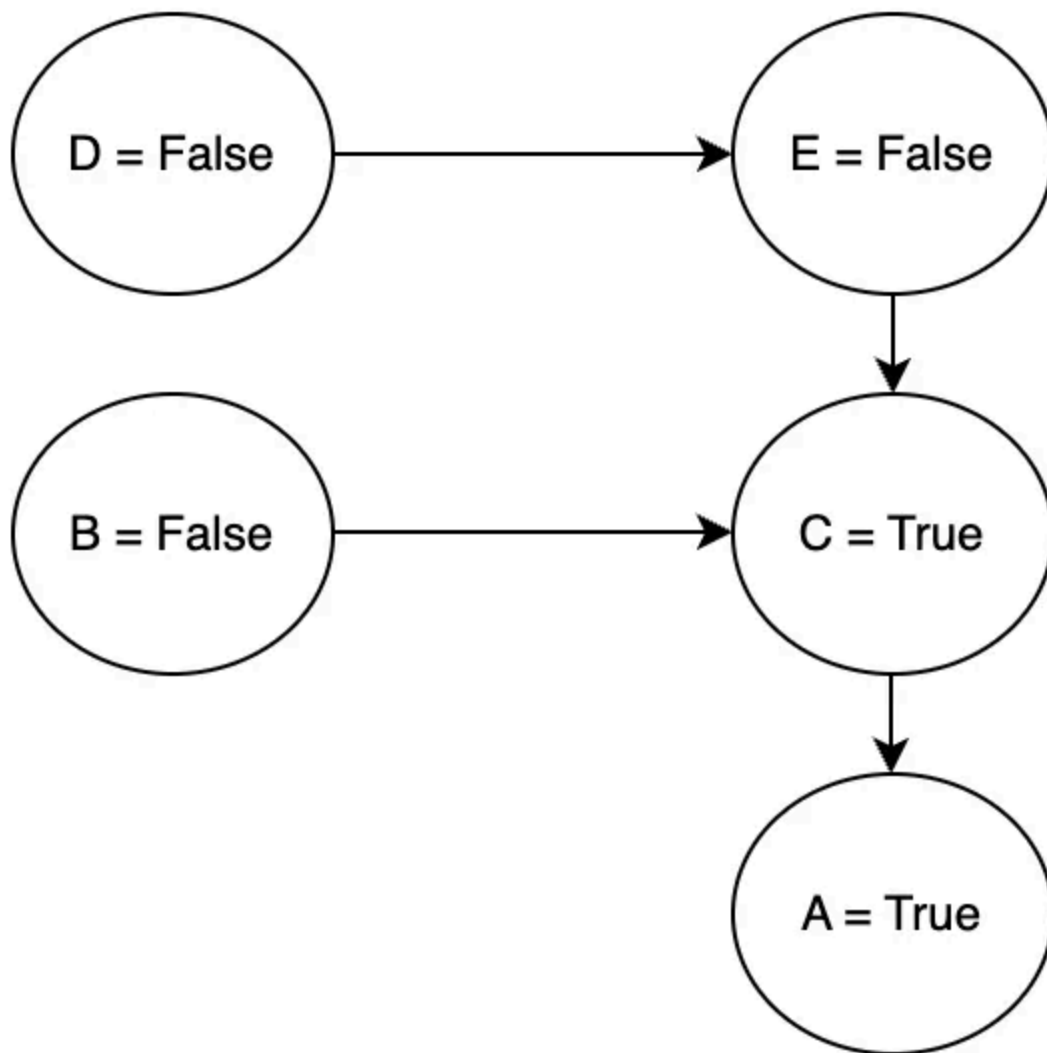 D = False
E = False
B = False
C = True
A = True